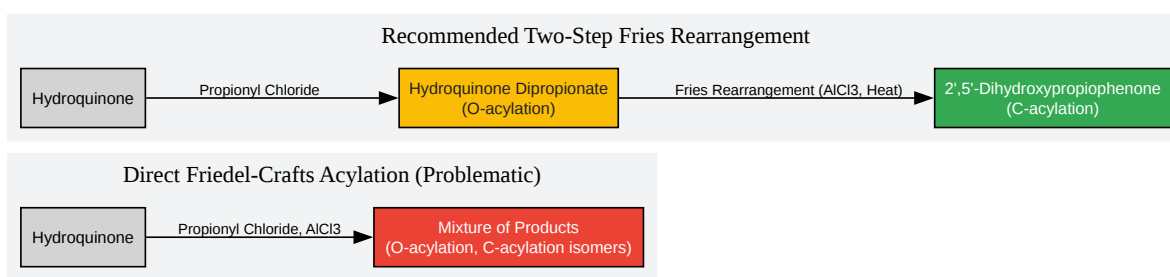 Recommended Two-Step Fries Rearrangement
Hydroquinone
Propionyl Chloride
Hydroquinone Dipropionate
(O-acylation)
Fries Rearrangement (AlCl3, Heat)
2',5'-Dihydroxypropiophenone
(C-acylation)
Direct Friedel-Crafts Acylation (Problematic)
Hydroquinone
Propionyl Chloride, AlCl3
Mixture of Products
(O-acylation, C-acylation isomers)